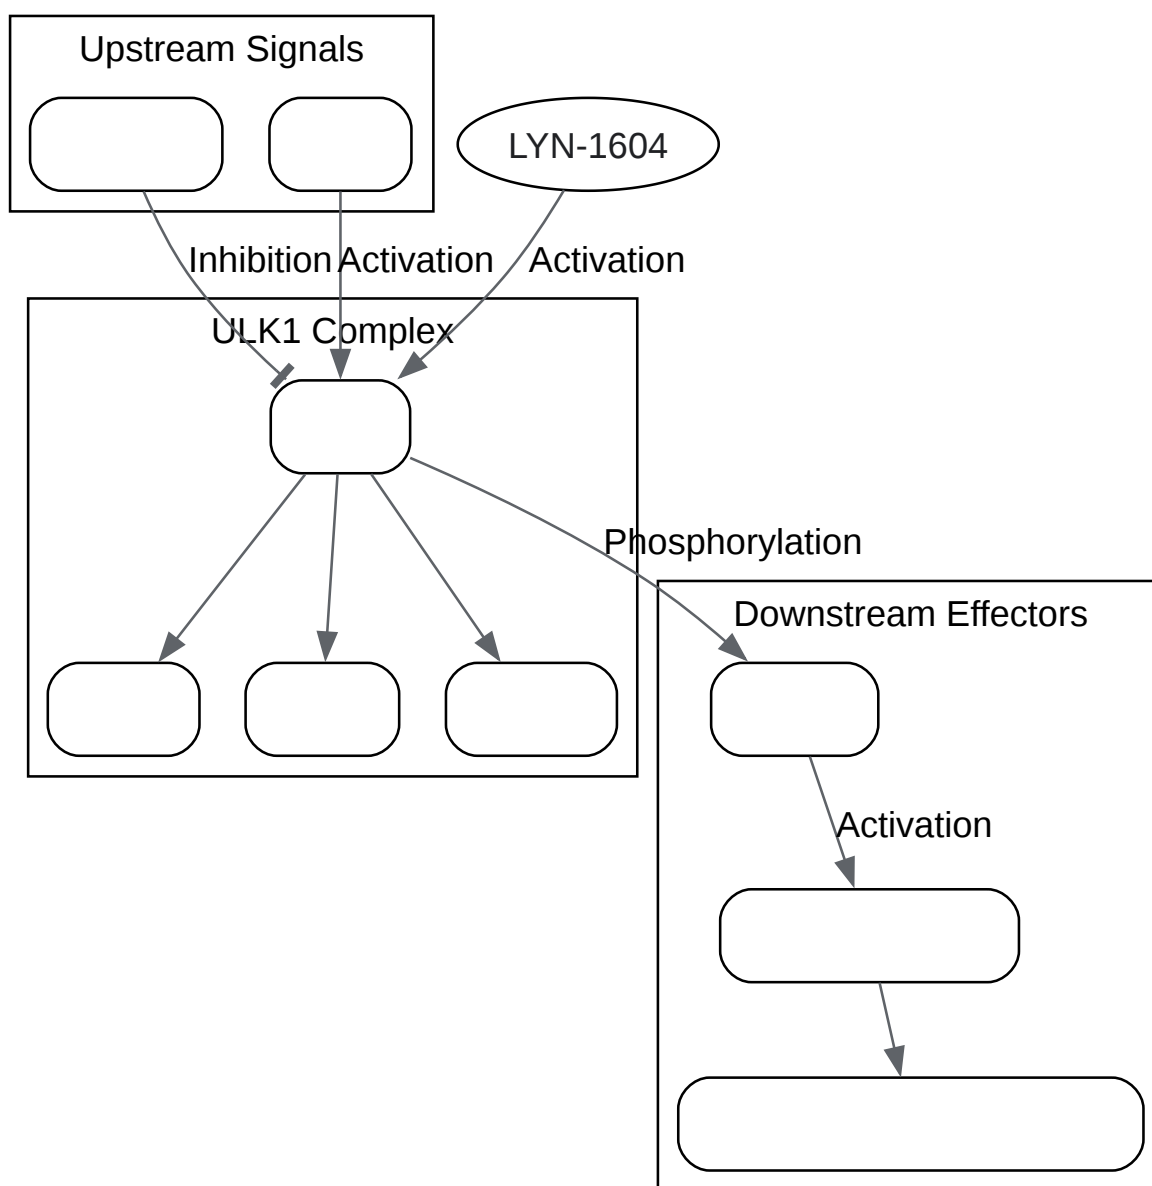 Upstream Signals
LYN-1604
Inhibition
Activation
Activation
ULK1 Complex
Phosphorylation
Downstream Effectors
Activation